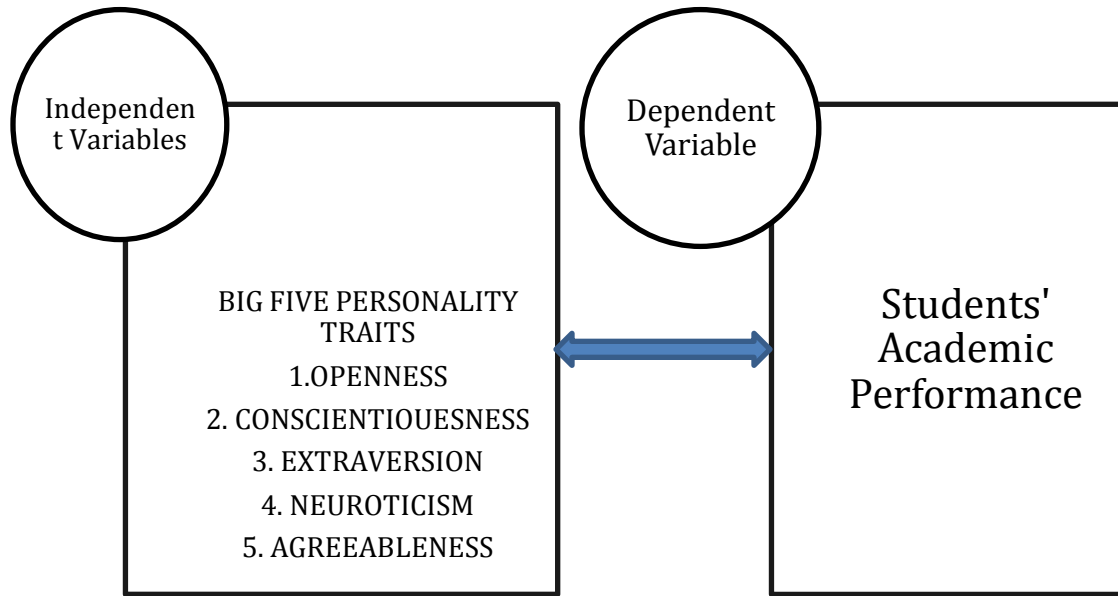 Independen
t Variables
BIG FIVE PERSONALITY
TRAITS
1.OPENNESS
2. CONSCIENTIOUESNESS
3. EXTRAVERSION
4. NEUROTICISM
5. AGREEABLENESS
Dependent
Variable
Students'
Academic
Performance